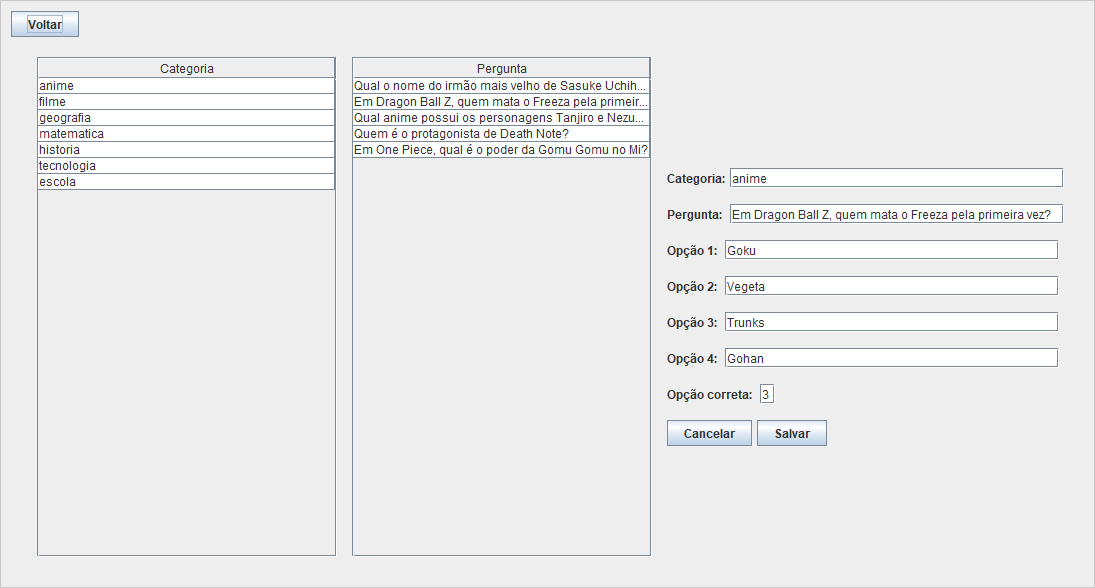 Voltar
Categoria
anime
filme
geografia
matematica
historia
tecnologia
escola
Pergunta
Qual o nome do irmão mais velho de Sasuke Uchih...
Em Dragon Ball Z, quem mata o Freeza pela primeir...
Qual anime possui os personagens Tanjiro e Nezu...
Quem é o protagonista de Death Note?
Em One Piece, qual é o poder da Gomu Gomu no Mi?
Categoria: anime
Pergunta: Em Dragon Ball Z, quem mata o Freeza pela primeira vez?
Opção 1: Goku
Opção 2: Vegeta
Opção 3: Trunks
Opção 4: Gohan
Opção correta: 3
Cancelar Salvar